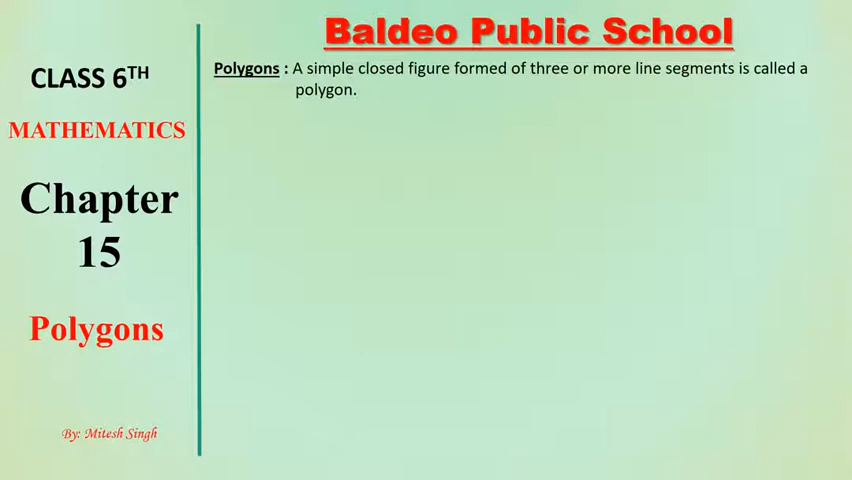 Baldeo Public School
CLASS 6TH
MATHEMATICS
Chapter
15
Polygons
By: Mitesh Singh
Polygons : A simple closed figure formed of three or more line segments is called a
polygon.